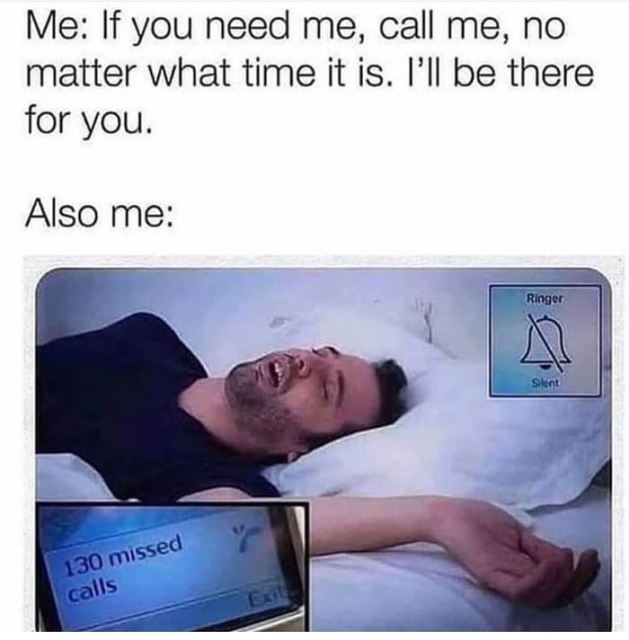 Me: If you need me, call me, no
matter what time it is. I'll be there
for you.
Also me:
Ringer
Silent
130 missed
calls
Exit